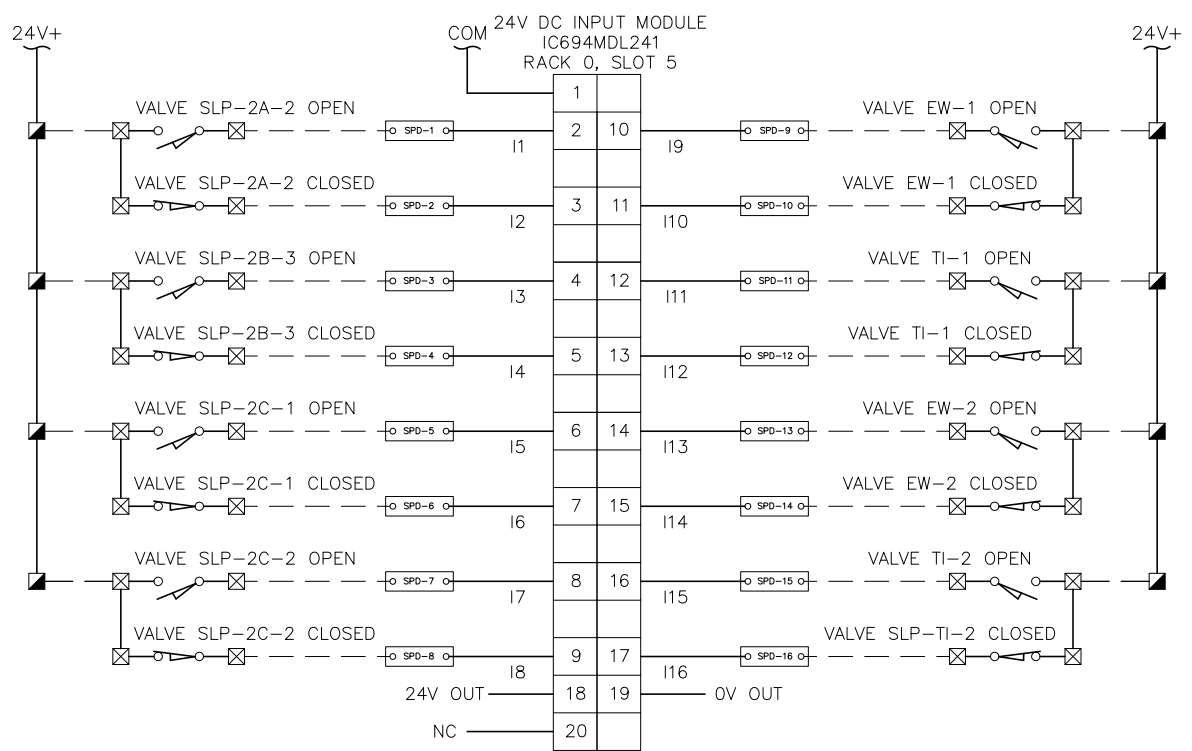 24V DC INPUT MODULE
IC694MDL241
RACK 0, SLOT 5
24V+
COM
24V+
1
VALVE SLP-2A-2 OPEN
SPD-1
I1
2
10
I9
SPD-9
VALVE EW-1 OPEN
VALVE SLP-2A-2 CLOSED
SPD-2
I2
3
11
I10
SPD-10
VALVE EW-1 CLOSED
VALVE SLP-2B-3 OPEN
SPD-3
I3
4
12
I11
SPD-11
VALVE TI-1 OPEN
VALVE SLP-2B-3 CLOSED
SPD-4
I4
5
13
I12
SPD-12
VALVE TI-1 CLOSED
VALVE SLP-2C-1 OPEN
SPD-5
I5
6
14
I13
SPD-13
VALVE EW-2 OPEN
VALVE SLP-2C-1 CLOSED
SPD-6
I6
7
15
I14
SPD-14
VALVE EW-2 CLOSED
VALVE SLP-2C-2 OPEN
SPD-7
I7
8
16
I15
SPD-15
VALVE TI-2 OPEN
VALVE SLP-2C-2 CLOSED
SPD-8
I8
9
17
I16
SPD-16
VALVE SLP-TI-2 CLOSED
24V OUT
18
19
0V OUT
NC
20